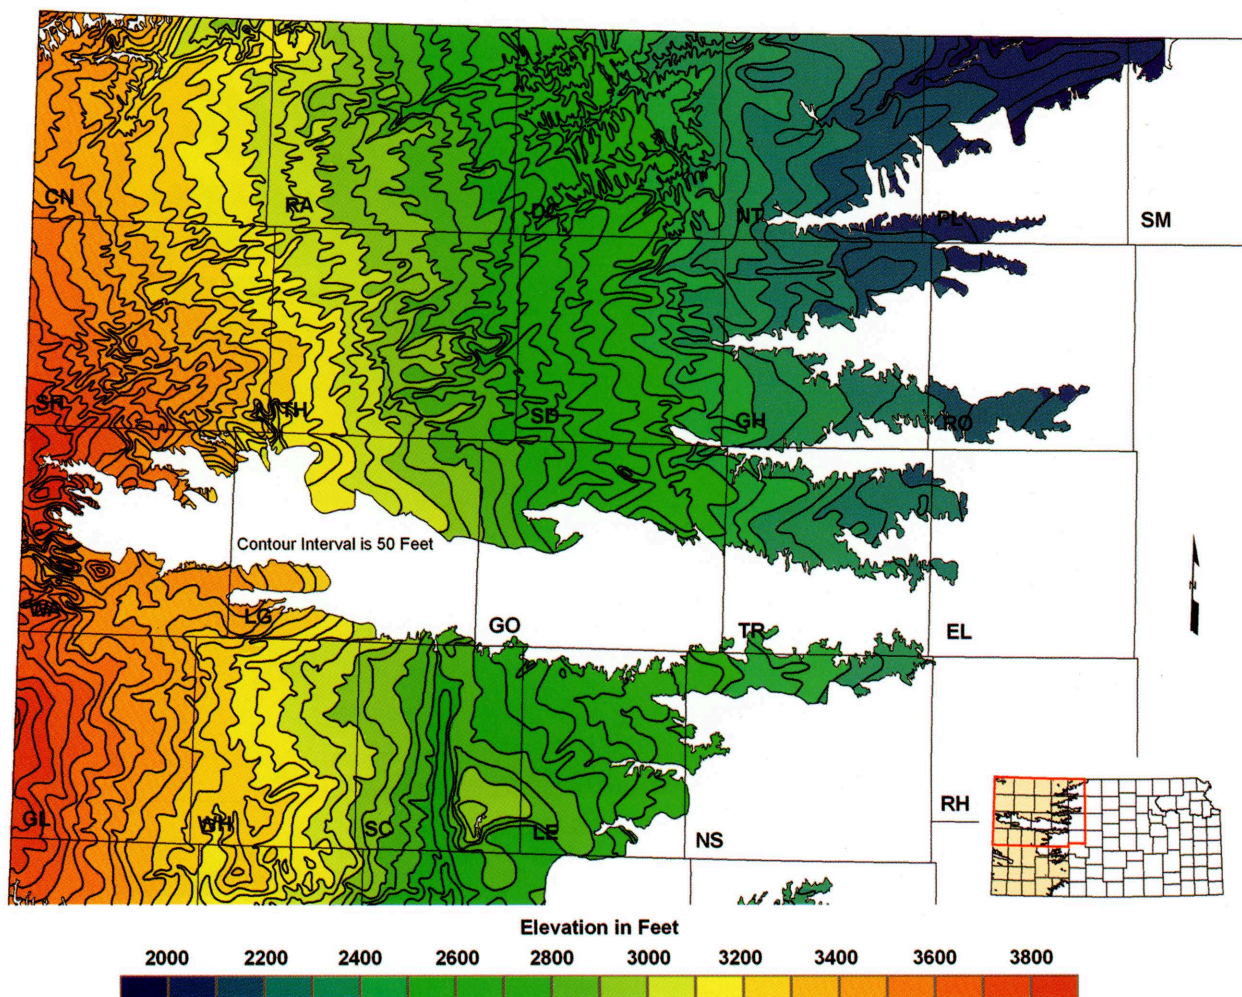 CN
RA
DC
NT
PL
SM
SH
TH
SD
GH
RO
Contour Interval is 50 Feet
N
WA
LG
GO
TR
EL
GL
WH
SC
LE
NS
RH
Elevation in Feet
2000 2200 2400 2600 2800 3000 3200 3400 3600 3800